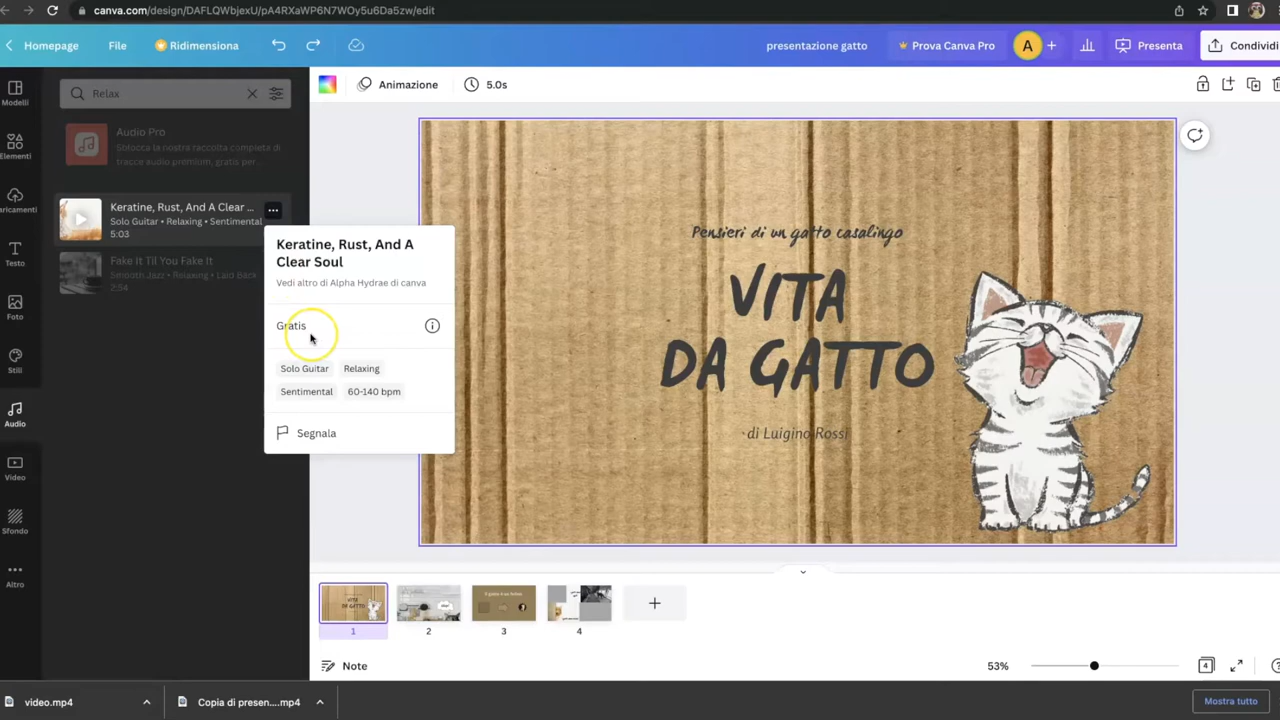 canva.com/design/DAFLQWbjexU/pA4RXaWP6N7WOy5u6Da5zw/edit
Homepage
File
Ridimensiona
presentazione gatto
Prova Canva Pro
A
Presenta
Condividi
Modelli
Elementi
aricamenti
Testo
Foto
Stili
Audio
Video
Sfondo
Altro
Relax
Audio Pro
Sblocca la nostra raccolta completa di
tracce audio premium, gratis per...
Keratine, Rust, And A Clear ...
Solo Guitar • Relaxing • Sentimental
5:03
Fake It Til You Fake It
Smooth Jazz • Relaxing • Laid Back
2:54
Keratine, Rust, And A
Clear Soul
Vedi altro di Alpha Hydrae di canva
Gratis
Solo Guitar
Relaxing
Sentimental
60-140 bpm
Segnala
Animazione
5.0s
Pensieri di un gatto casalingo
VITA
DA GATTO
di Luigino Rossi
1
2
3
4
Note
53%
4
video.mp4
Copia di presen....mp4
Mostra tutto